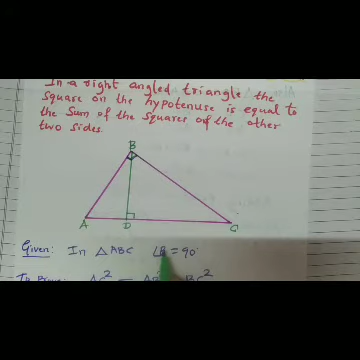 In a right angled triangle the
square on the hypotenuse is equal to
the sum of the squares of the other
two sides.
B
A
D
C
Given: In △ABC ∠B = 90°